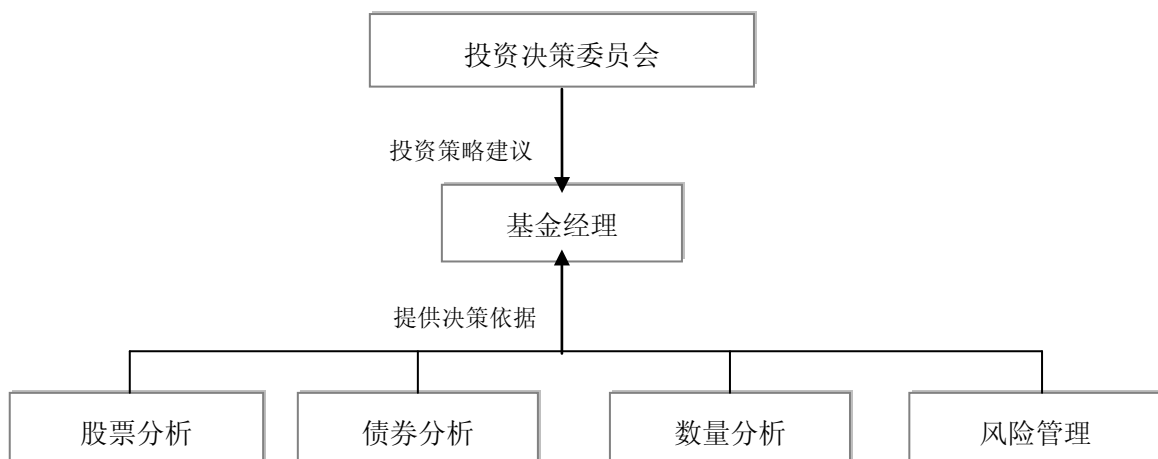 投资决策委员会
投资策略建议
基金经理
提供决策依据
股票分析
债券分析
数量分析
风险管理